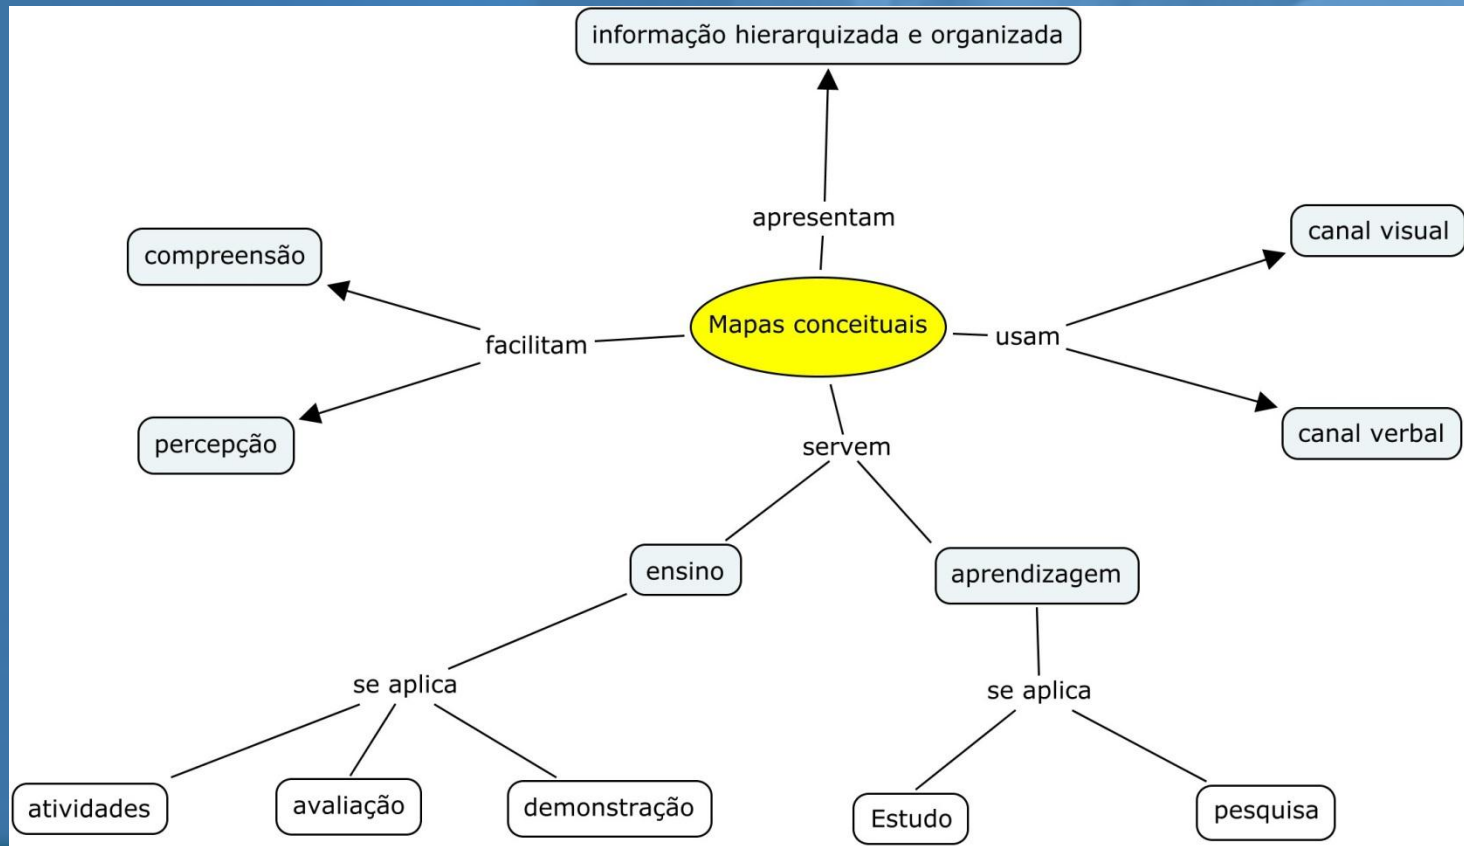 informação hierarquizada e organizada
apresentam
compreensão
canal visual
Mapas conceituais
facilitam
usam
percepção
canal verbal
servem
ensino
aprendizagem
se aplica
se aplica
atividades
avaliação
demonstração
Estudo
pesquisa